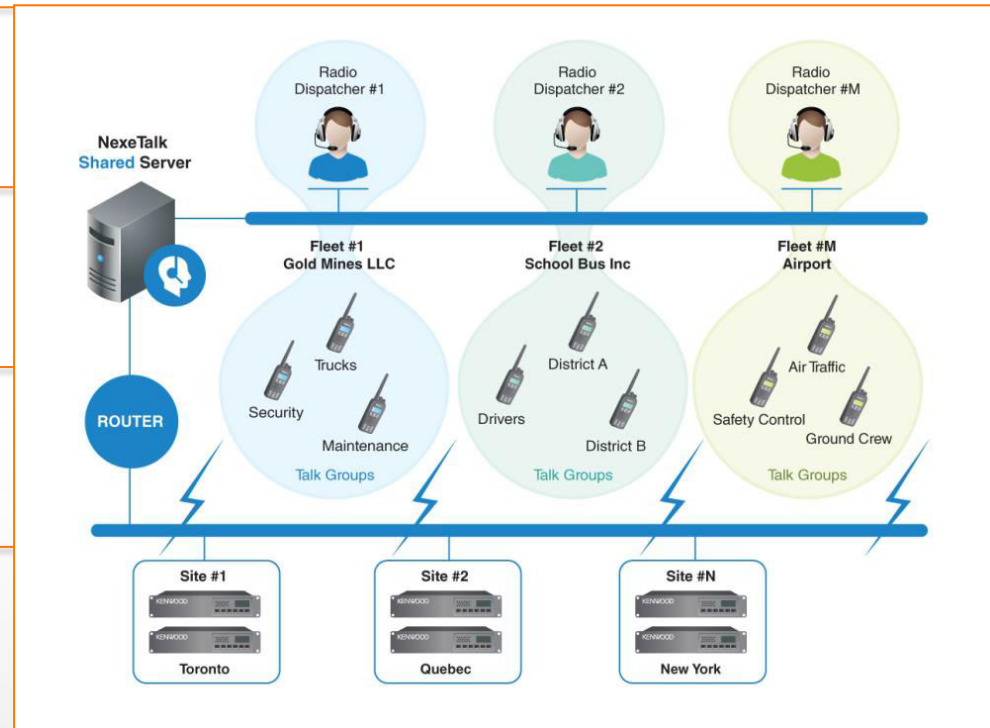 Radio
Dispatcher #1
Radio
Dispatcher #2
Radio
Dispatcher #M
NexeTalk
Shared Server
Fleet #1
Gold Mines LLC
Fleet #2
School Bus Inc
Fleet #M
Airport
Trucks
Security
Maintenance
Talk Groups
District A
Drivers
District B
Talk Groups
Air Traffic
Safety Control
Ground Crew
Talk Groups
ROUTER
Site #1
KENWOOD
KENWOOD
Toronto
Site #2
KENWOOD
KENWOOD
Quebec
Site #N
KENWOOD
KENWOOD
New York